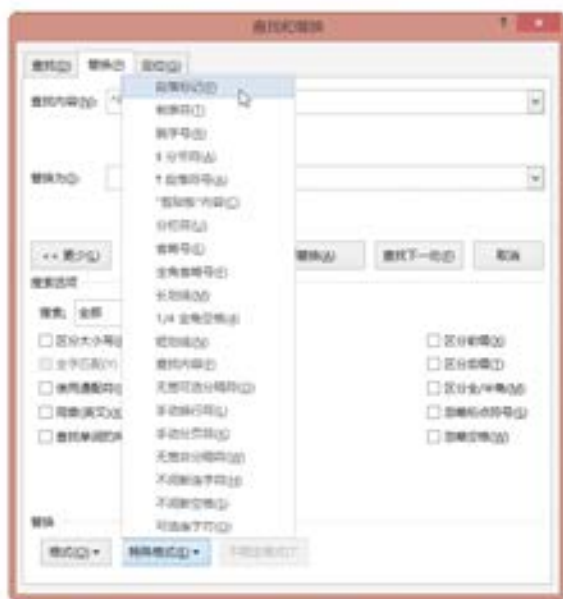 查找和替换
查找(D) 替换(P) 定位(G)
查找内容(N):
替换为(I):
<< 更少(L) 替换(A) 查找下一处(F) 取消
搜索选项
搜索: 全部
区分大小写
全字匹配(Y)
使用通配符
同音(英文)
查找单词的
区分前缀(X)
区分后缀(T)
区分全/半角(M)
忽略标点符号(S)
忽略空格(W)
段落标记(P)
制表符(T)
脱字号(R)
§ 分节符(A)
¶ 段落符号(A)
"剪贴板"内容(C)
分栏符(U)
省略号(E)
全角省略号(F)
长划线(M)
1/4 全角空格(4)
短划线(N)
查找内容(F)
无宽可选分隔符(O)
手动换行符(L)
手动分页符(K)
无宽非分隔符(W)
不间断连字符(H)
不间断空格(S)
可选连字符(O)
替换
格式(O) 特殊格式(E) 不限定格式(T)